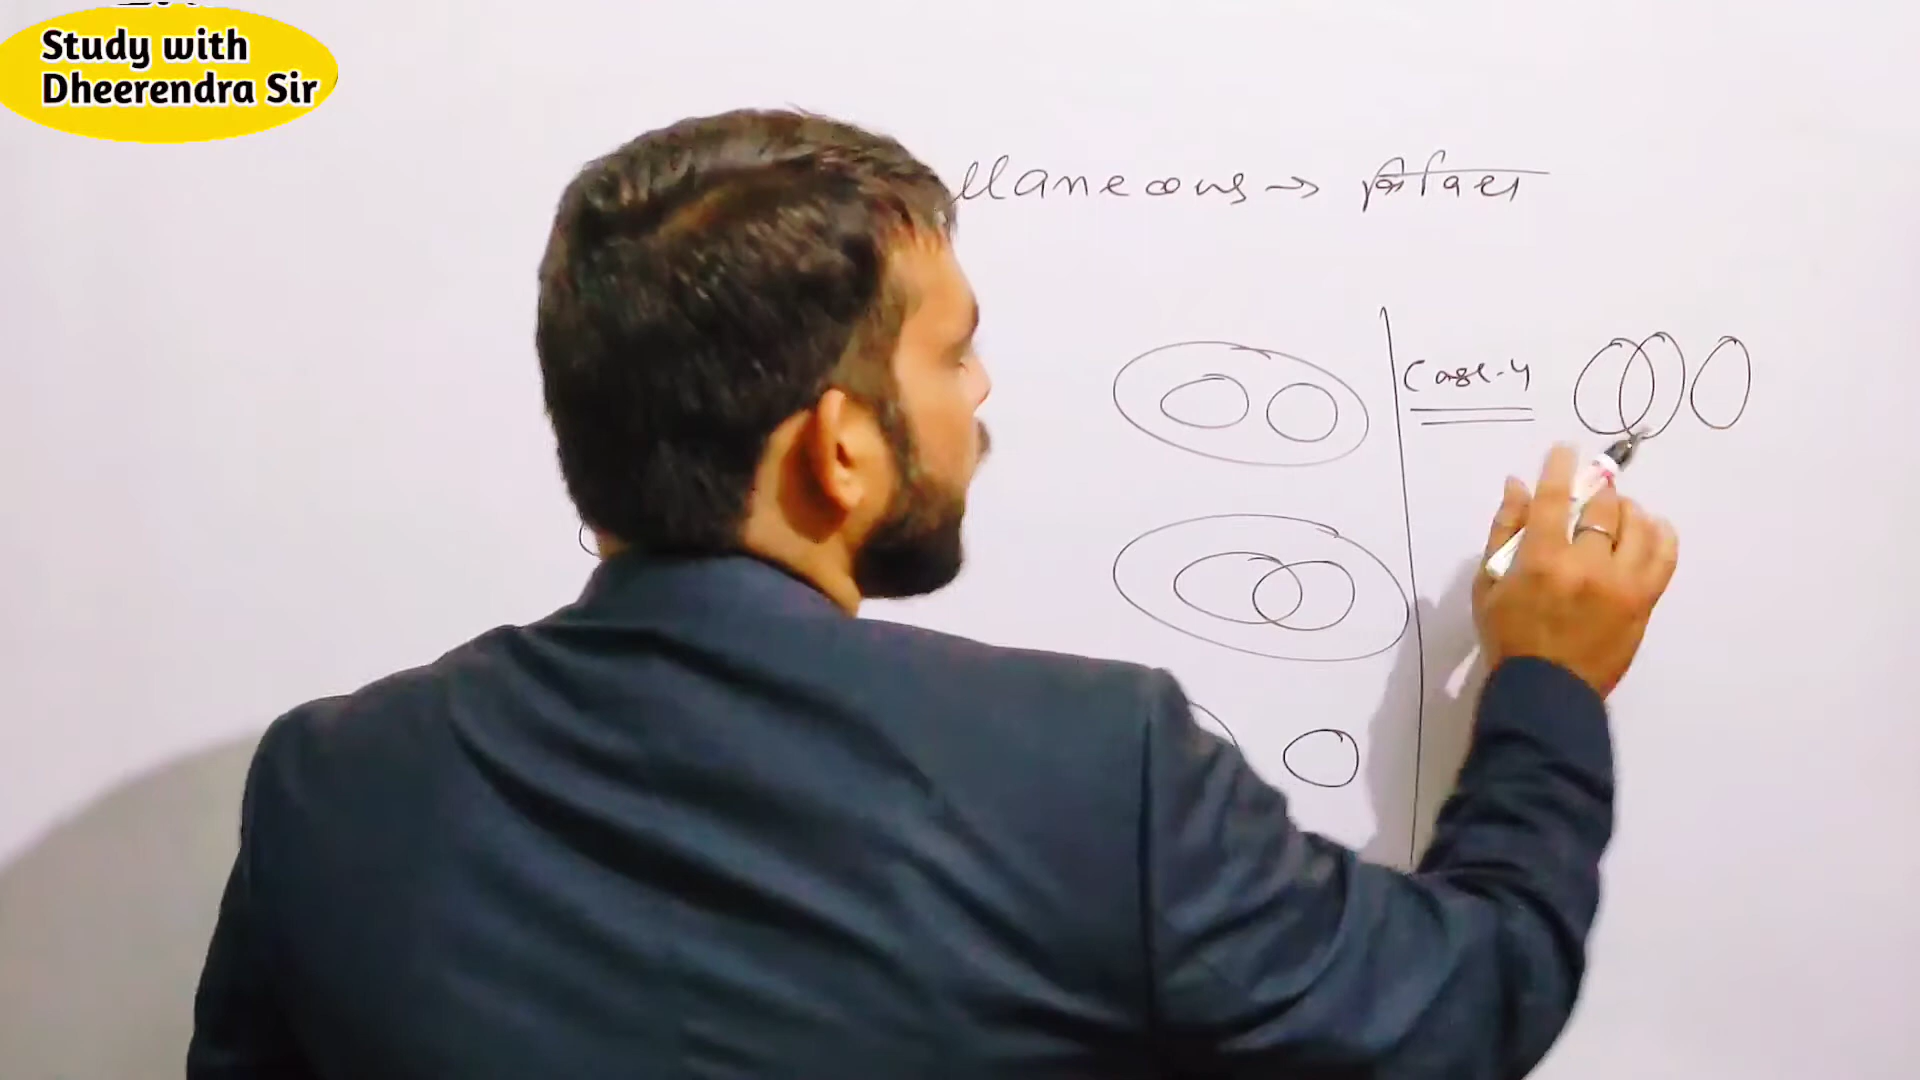 Study with
Dheerendra Sir
llaneous →
Case-4